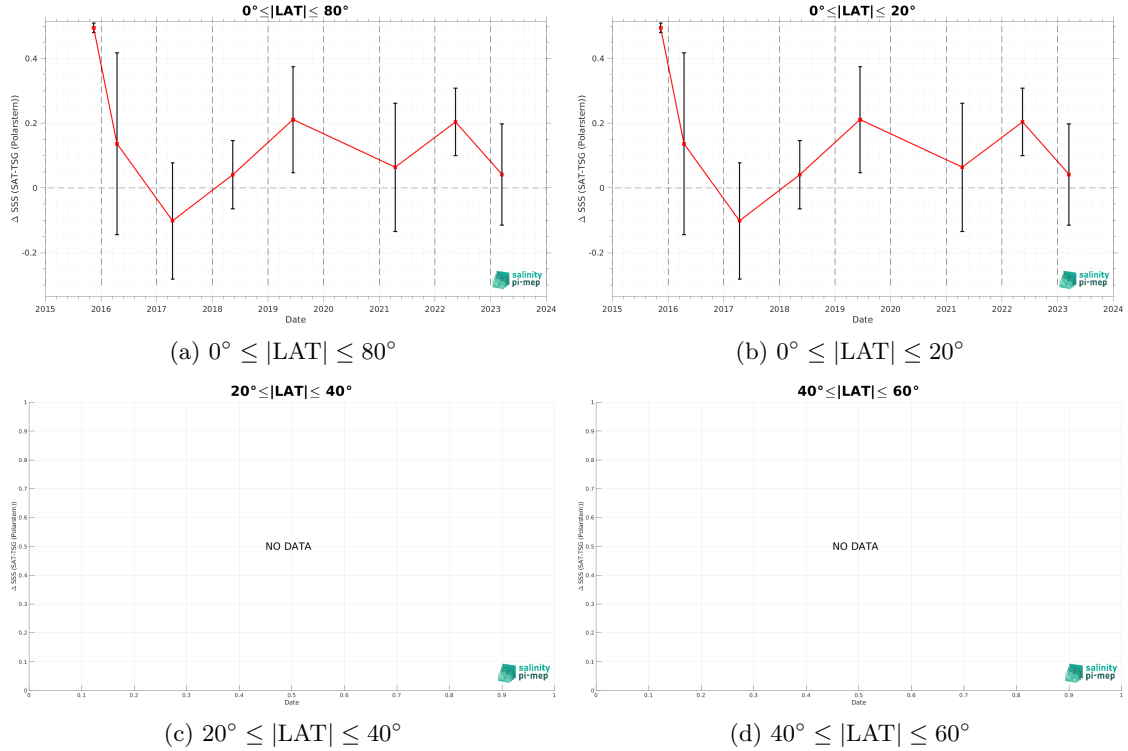 0°≤|LAT|≤ 80°
Δ SSS (SAT-TSG (Polarstern))
0.4
0.2
0
-0.2
2015 2016 2017 2018 2019 2020 2021 2022 2023 2024
Date
salinity
pi-mep
(a) 0° ≤ |LAT| ≤ 80°
0°≤|LAT|≤ 20°
Δ SSS (SAT-TSG (Polarstern))
0.4
0.2
0
-0.2
2015 2016 2017 2018 2019 2020 2021 2022 2023 2024
Date
salinity
pi-mep
(b) 0° ≤ |LAT| ≤ 20°
20°≤|LAT|≤ 40°
Δ SSS (SAT-TSG (Polarstern))
1
0.9
0.8
0.7
0.6
0.5
0.4
0.3
0.2
0.1
0
NO DATA
0 0.1 0.2 0.3 0.4 0.5 0.6 0.7 0.8 0.9 1
Date
salinity
pi-mep
(c) 20° ≤ |LAT| ≤ 40°
40°≤|LAT|≤ 60°
Δ SSS (SAT-TSG (Polarstern))
1
0.9
0.8
0.7
0.6
0.5
0.4
0.3
0.2
0.1
0
NO DATA
0 0.1 0.2 0.3 0.4 0.5 0.6 0.7 0.8 0.9 1
Date
salinity
pi-mep
(d) 40° ≤ |LAT| ≤ 60°